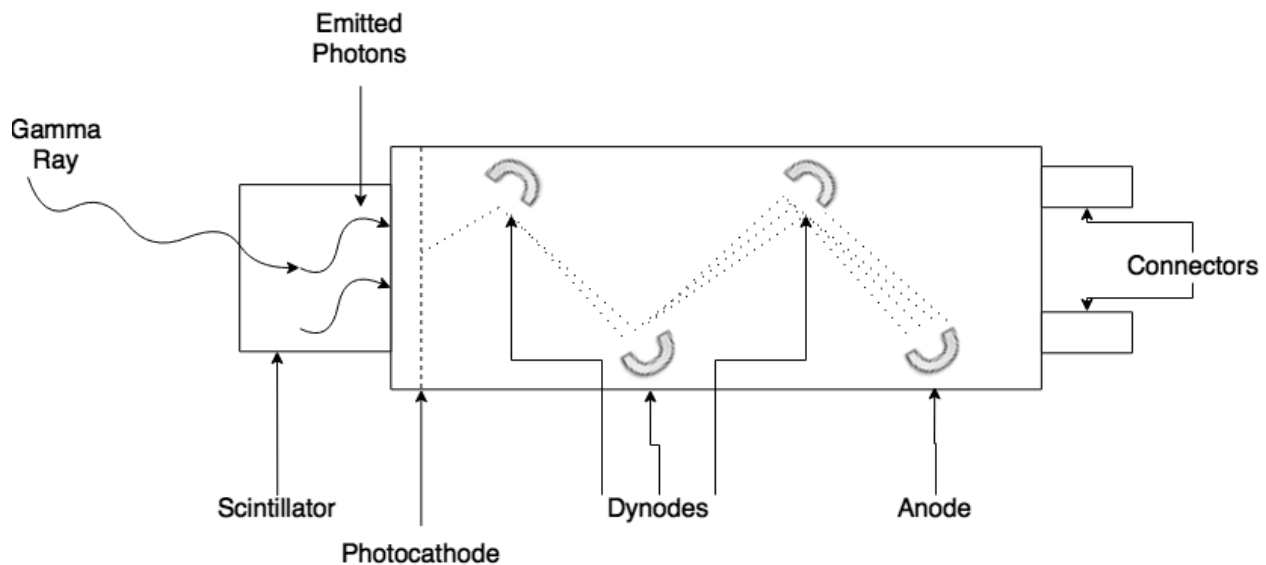 Emitted
Photons
Gamma
Ray
Connectors
Scintillator
Dynodes
Anode
Photocathode